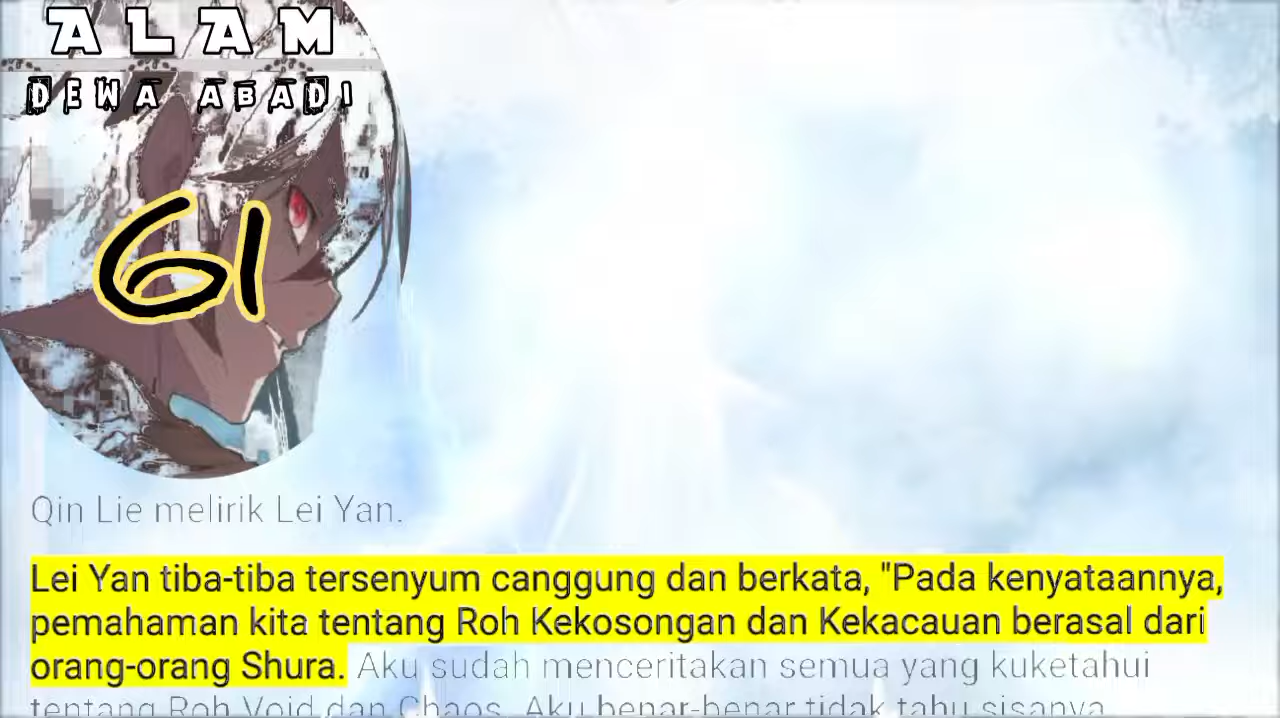 ALAM
DEWA ABADI
61
Qin Lie melirik Lei Yan.
Lei Yan tiba-tiba tersenyum canggung dan berkata, "Pada kenyataannya,
pemahaman kita tentang Roh Kekosongan dan Kekacauan berasal dari
orang-orang Shura. Aku sudah menceritakan semua yang kuketahui
tentang Roh Void dan Chaos. Aku benar-benar tidak tahu sisanya